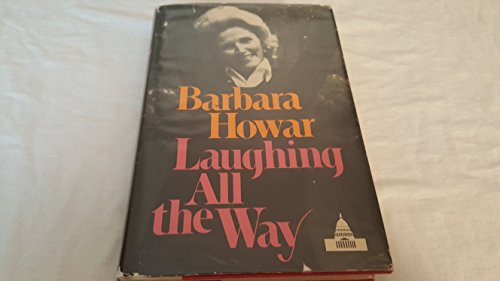 Barbara
Howar
Laughing
All
the Way